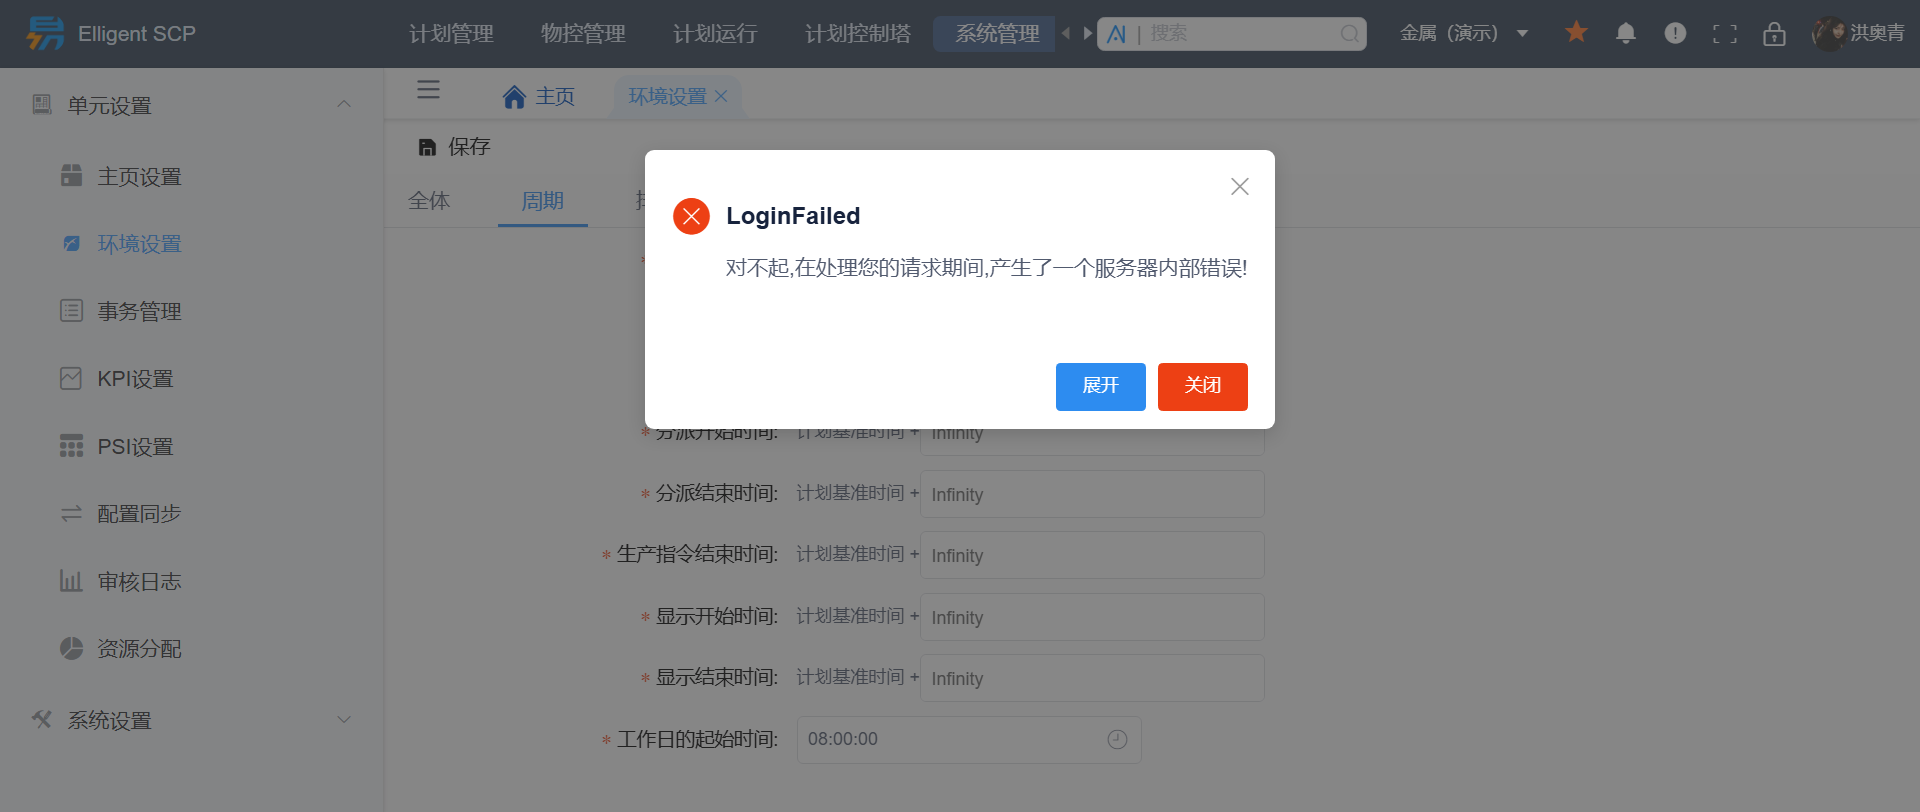 Elligent SCP
计划管理
物控管理
计划运行
计划控制塔
系统管理
AI | 搜索
金属（演示）
洪奥青
单元设置
主页设置
环境设置
事务管理
KPI设置
PSI设置
配置同步
审核日志
资源分配
系统设置
主页
环境设置
保存
全体
周期
LoginFailed
对不起,在处理您的请求期间,产生了一个服务器内部错误!
展开
关闭
* 分派开始时间: 计划基准时间 + Infinity
* 分派结束时间: 计划基准时间 + Infinity
* 生产指令结束时间: 计划基准时间 + Infinity
* 显示开始时间: 计划基准时间 + Infinity
* 显示结束时间: 计划基准时间 + Infinity
* 工作日的起始时间: 08:00:00